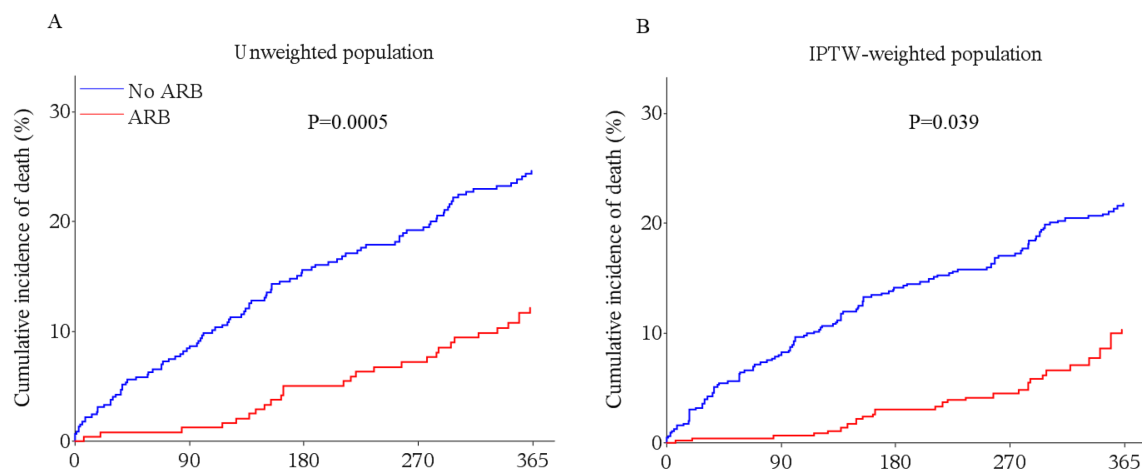 A
Unweighted population
No ARB
ARB
P=0.0005
Cumulative incidence of death (%)
30
20
10
0
0 90 180 270 365
B
IPTW-weighted population
P=0.039
Cumulative incidence of death (%)
30
20
10
0
0 90 180 270 365